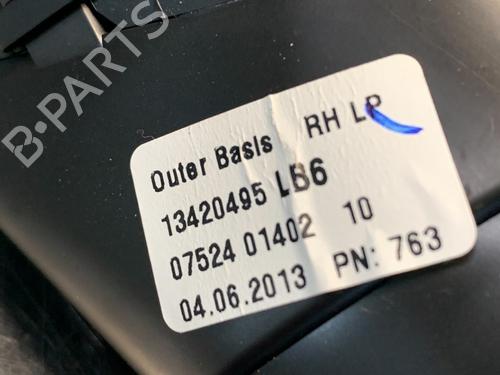 B-PARTS
Outer Basis RH LP
13420495 LB6
07524 01402 10
04.06.2013 PN: 763